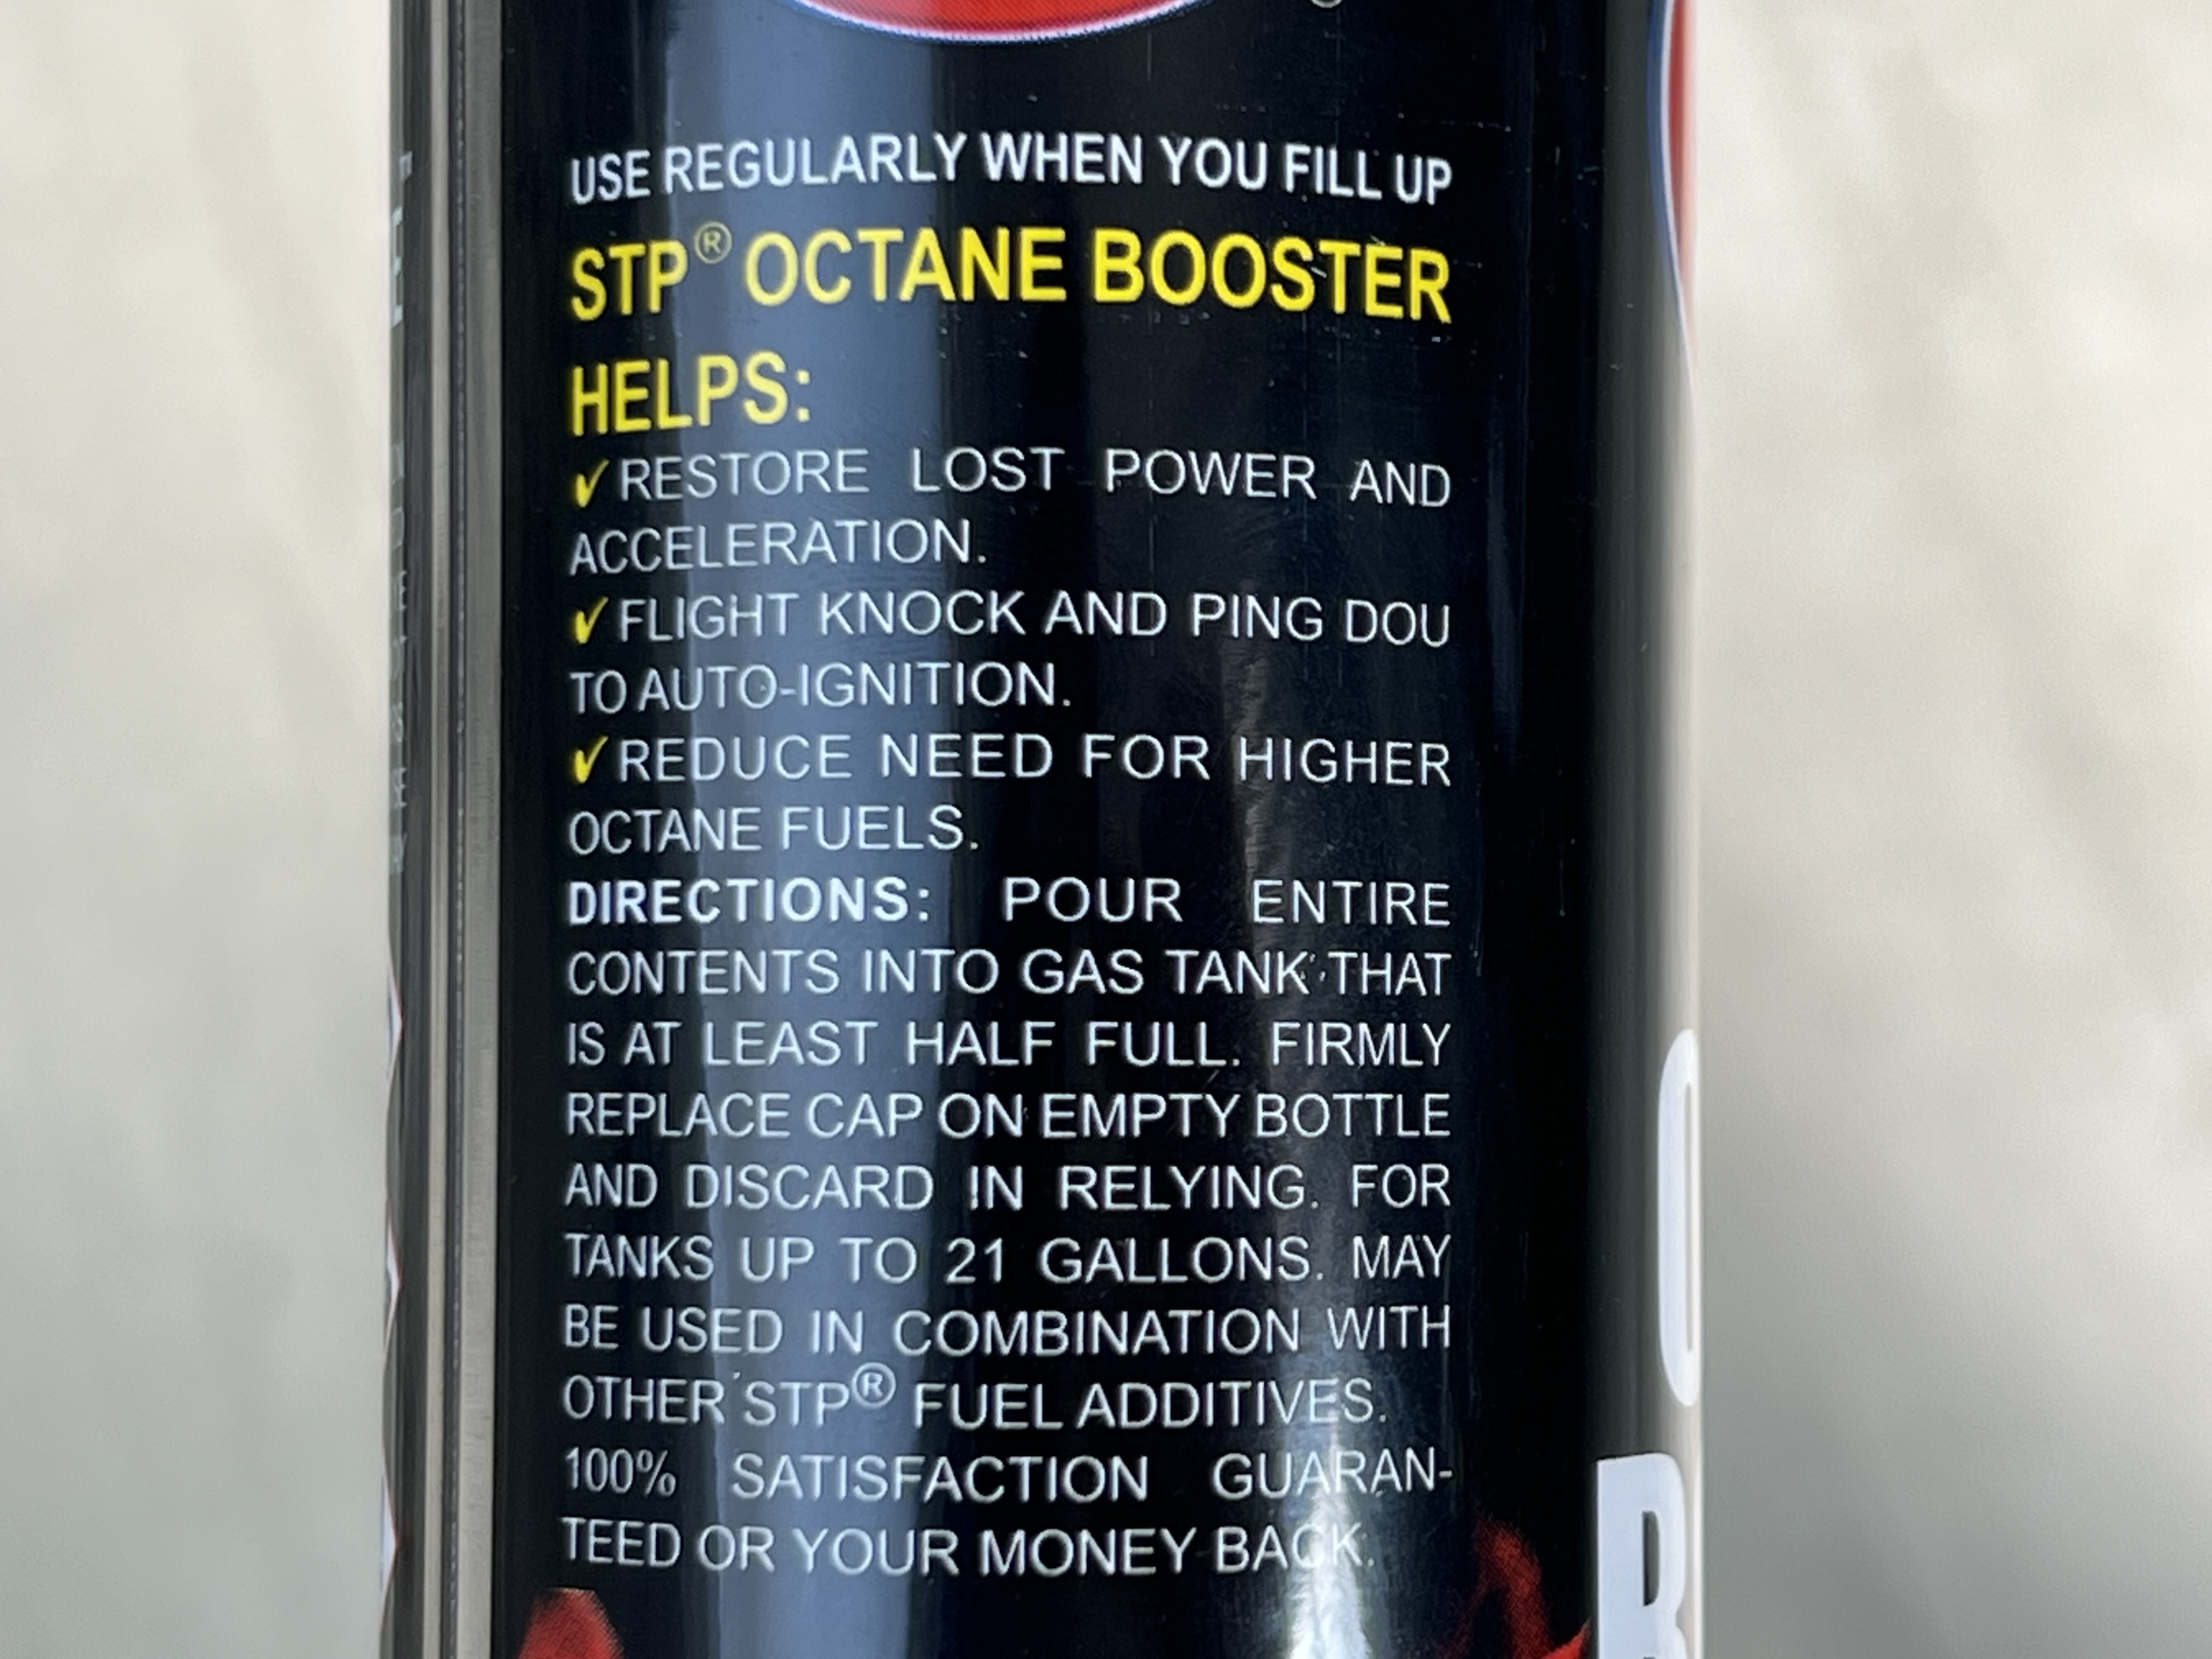 USE REGULARLY WHEN YOU FILL UP
STP® OCTANE BOOSTER
HELPS:
✓RESTORE LOST POWER AND
ACCELERATION.
✓FLIGHT KNOCK AND PING DOU
TO AUTO-IGNITION.
✓REDUCE NEED FOR HIGHER
OCTANE FUELS.
DIRECTIONS: POUR ENTIRE
CONTENTS INTO GAS TANK THAT
IS AT LEAST HALF FULL. FIRMLY
REPLACE CAP ON EMPTY BOTTLE
AND DISCARD IN RELYING. FOR
TANKS UP TO 21 GALLONS. MAY
BE USED IN COMBINATION WITH
OTHER STP® FUEL ADDITIVES.
100% SATISFACTION GUARAN-
TEED OR YOUR MONEY BACK.